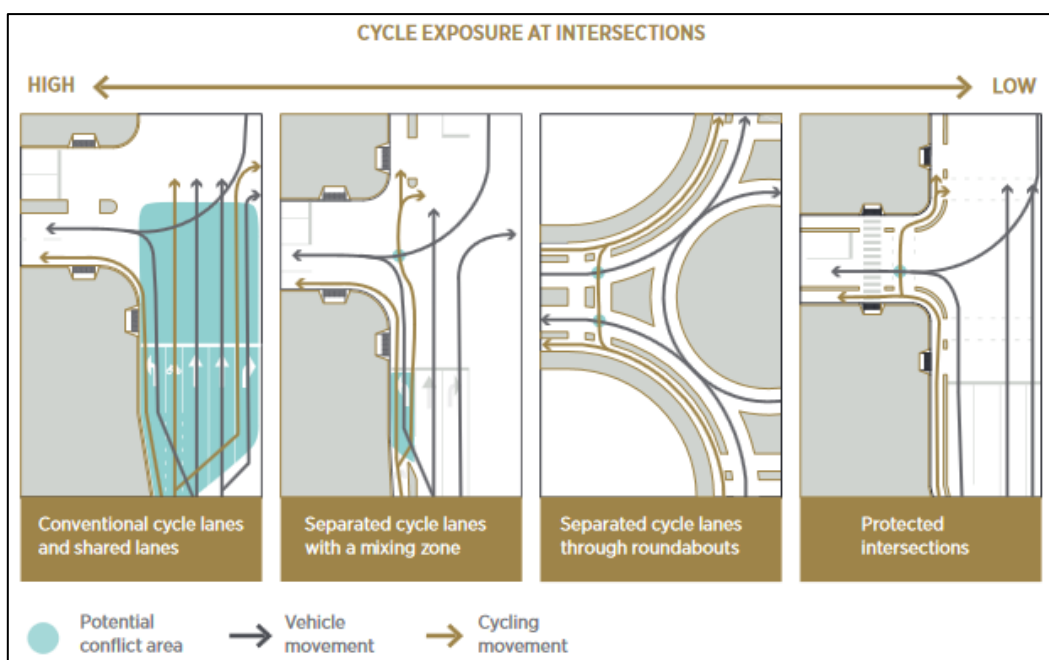 CYCLE EXPOSURE AT INTERSECTIONS
HIGH
LOW
Conventional cycle lanes
and shared lanes
Separated cycle lanes
with a mixing zone
Separated cycle lanes
through roundabouts
Protected
intersections
Potential
conflict area
Vehicle
movement
Cycling
movement